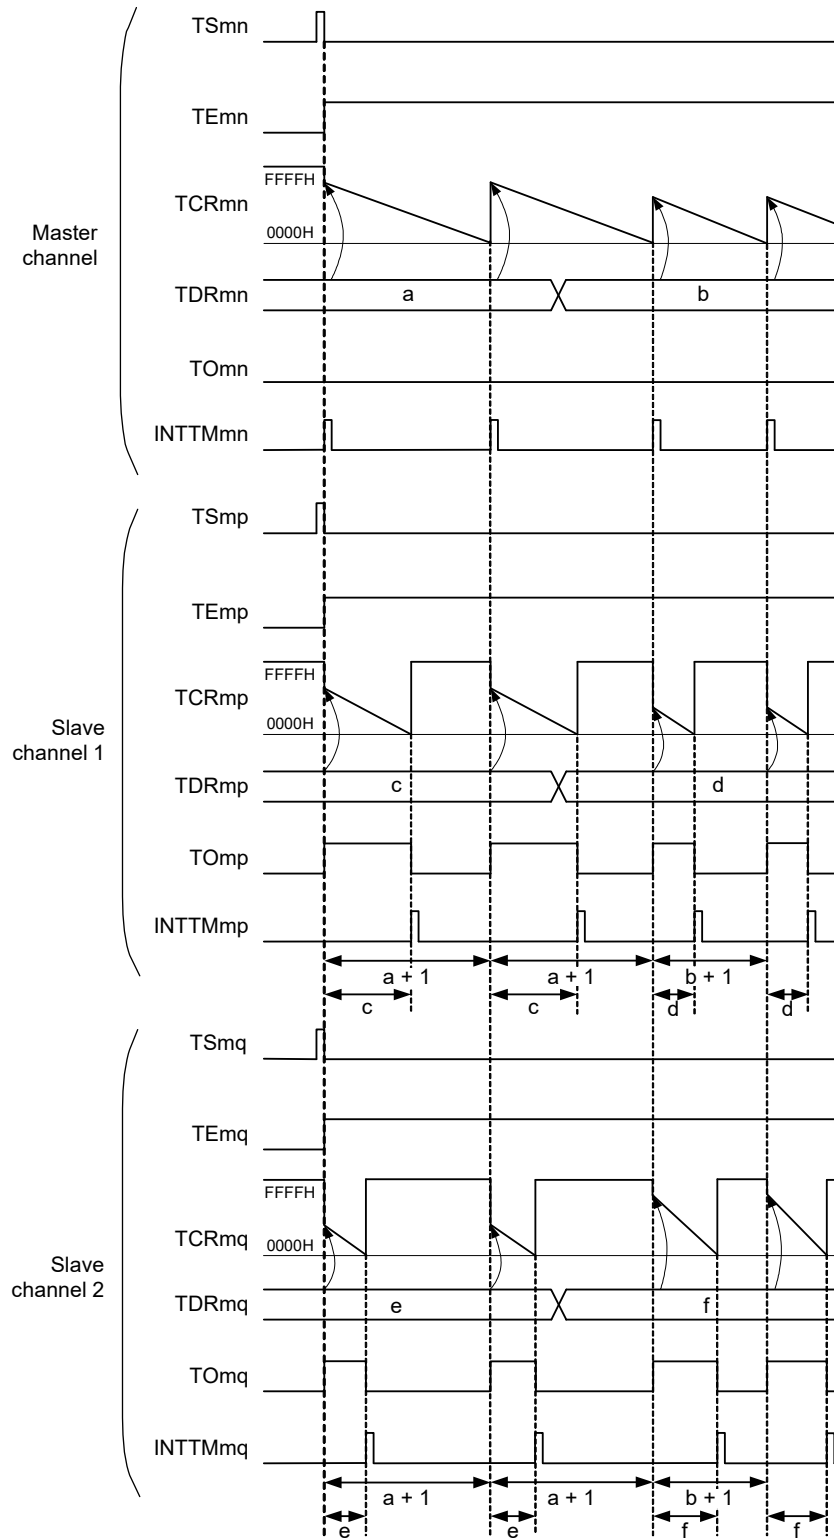 TSmn
TEmn
FFFFH
TCRmn
0000H
Master
channel
TDRmn
a
b
TOmn
INTTMmn
TSmp
TEmp
FFFFH
TCRmp
0000H
Slave
channel 1
TDRmp
c
d
TOmp
INTTMmp
a + 1
a + 1
b + 1
c
c
d
d
TSmq
TEmq
FFFFH
TCRmq
0000H
Slave
channel 2
TDRmq
e
f
TOmq
INTTMmq
a + 1
a + 1
b + 1
e
e
f
f